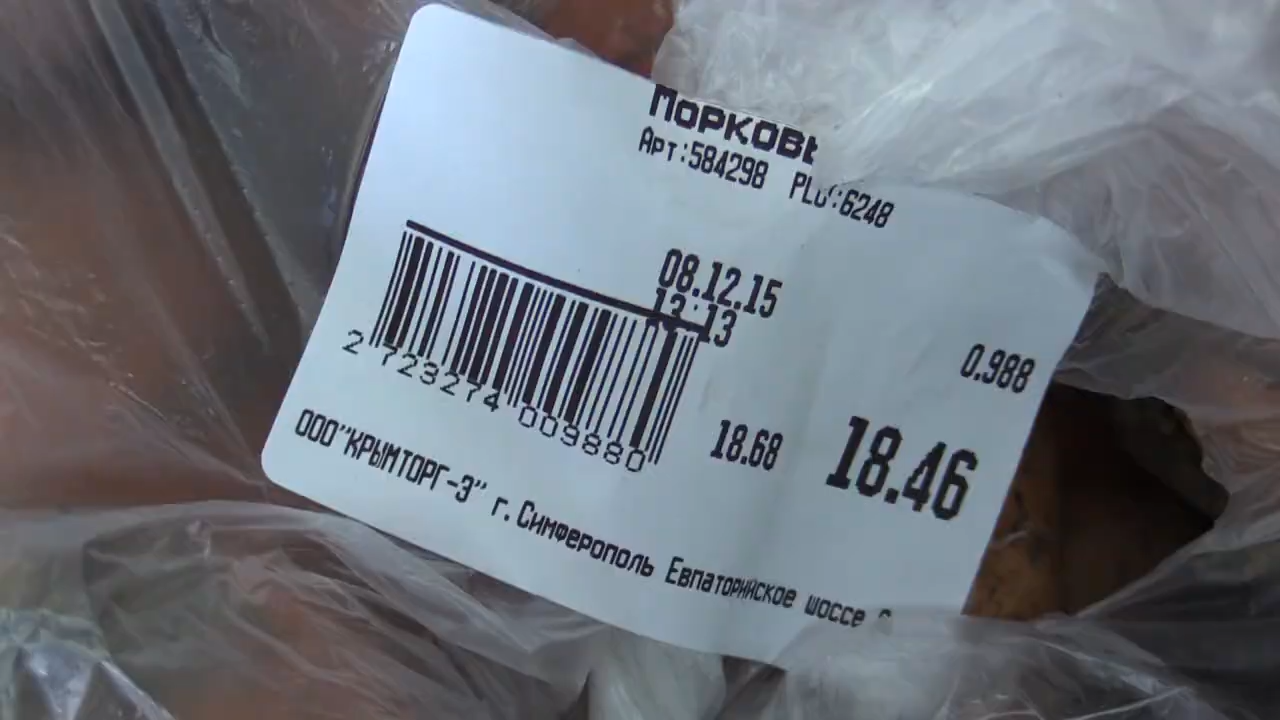 МОРКОВЬ
Арт:584298 PLU:6248
08.12.15
13:13
0.988
18.68
18.46
2 723274 009880
ООО"КРЫМТОРГ-3" г.Симферополь Евпаторийское шоссе